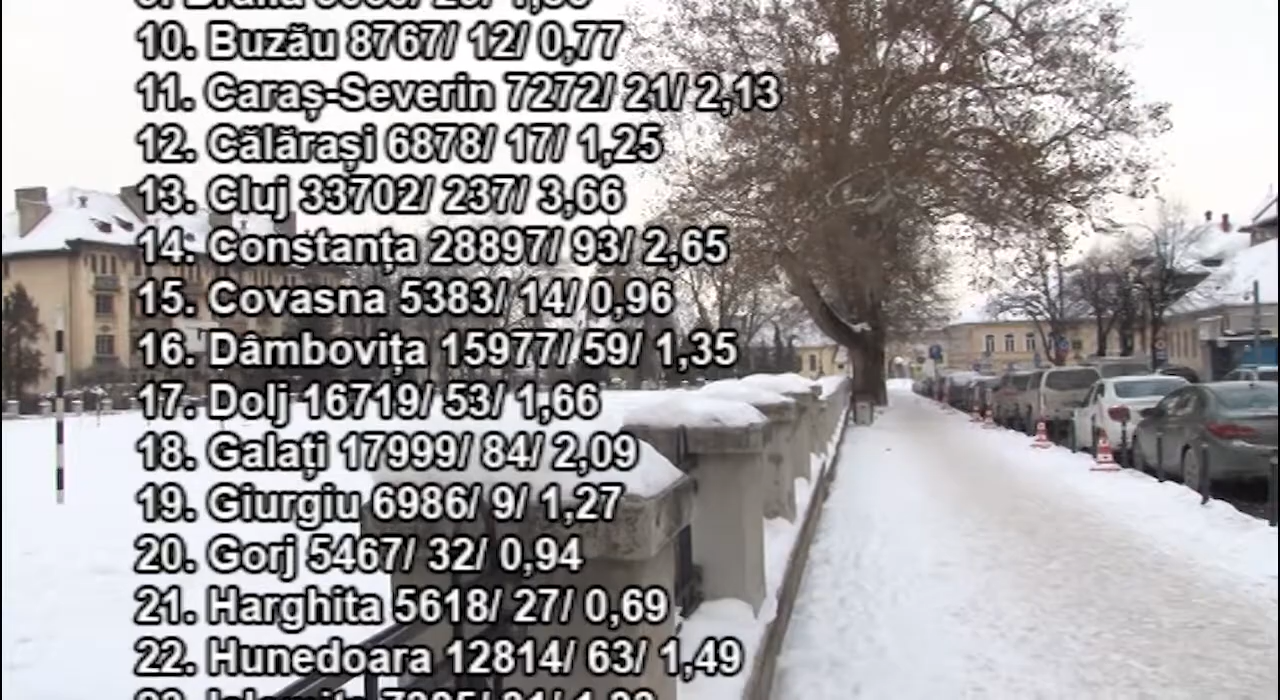 10. Buzău 8767/ 12/ 0,77
11. Caraș-Severin 7272/ 21/ 2,13
12. Călărași 6878/ 17/ 1,25
13. Cluj 33702/ 237/ 3,66
14. Constanța 28897/ 93/ 2,65
15. Covasna 5383/ 14/ 0,96
16. Dâmbovița 15977/ 59/ 1,35
17. Dolj 16719/ 53/ 1,66
18. Galați 17999/ 84/ 2,09
19. Giurgiu 6986/ 9/ 1,27
20. Gorj 5467/ 32/ 0,94
21. Harghita 5618/ 27/ 0,69
22. Hunedoara 12814/ 63/ 1,49